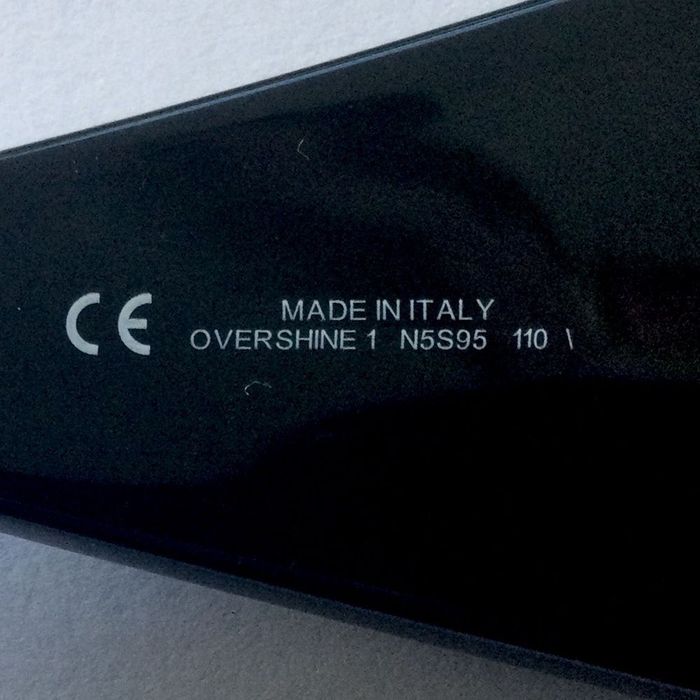 CE MADE IN ITALY
OVERSHINE 1 N5S95 110 \